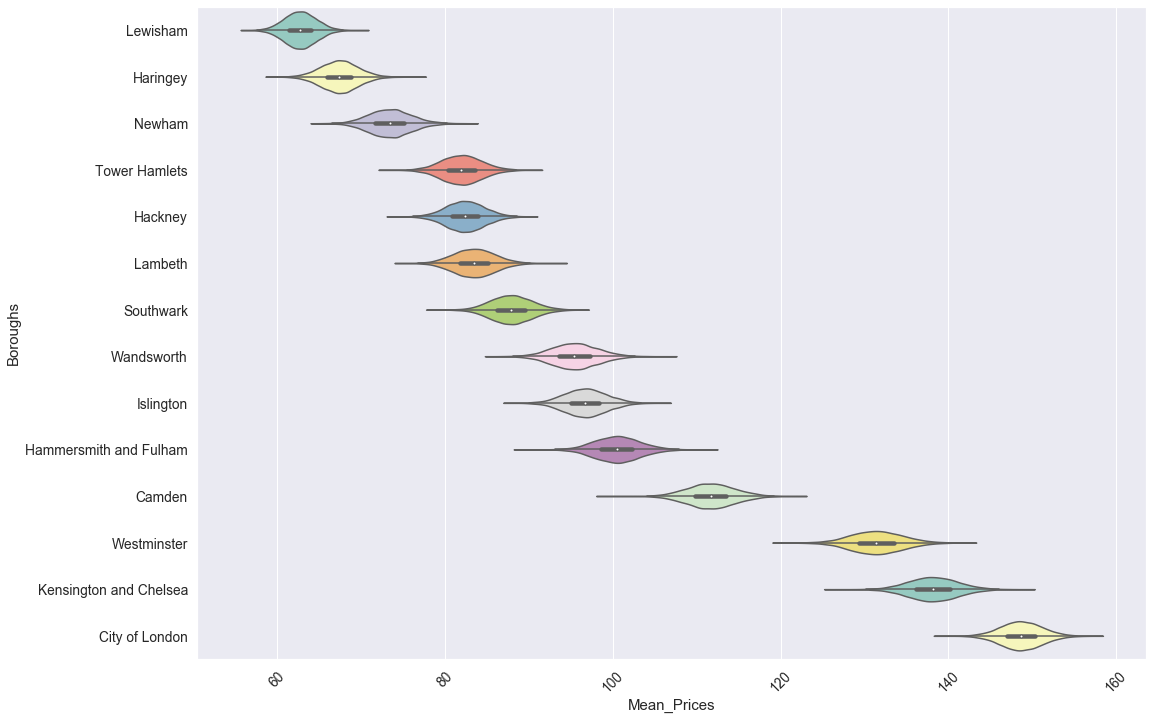 Lewisham
Haringey
Newham
Tower Hamlets
Hackney
Lambeth
Southwark
Wandsworth
Islington
Hammersmith and Fulham
Camden
Westminster
Kensington and Chelsea
City of London
Boroughs
60 80 100 120 140 160
Mean_Prices